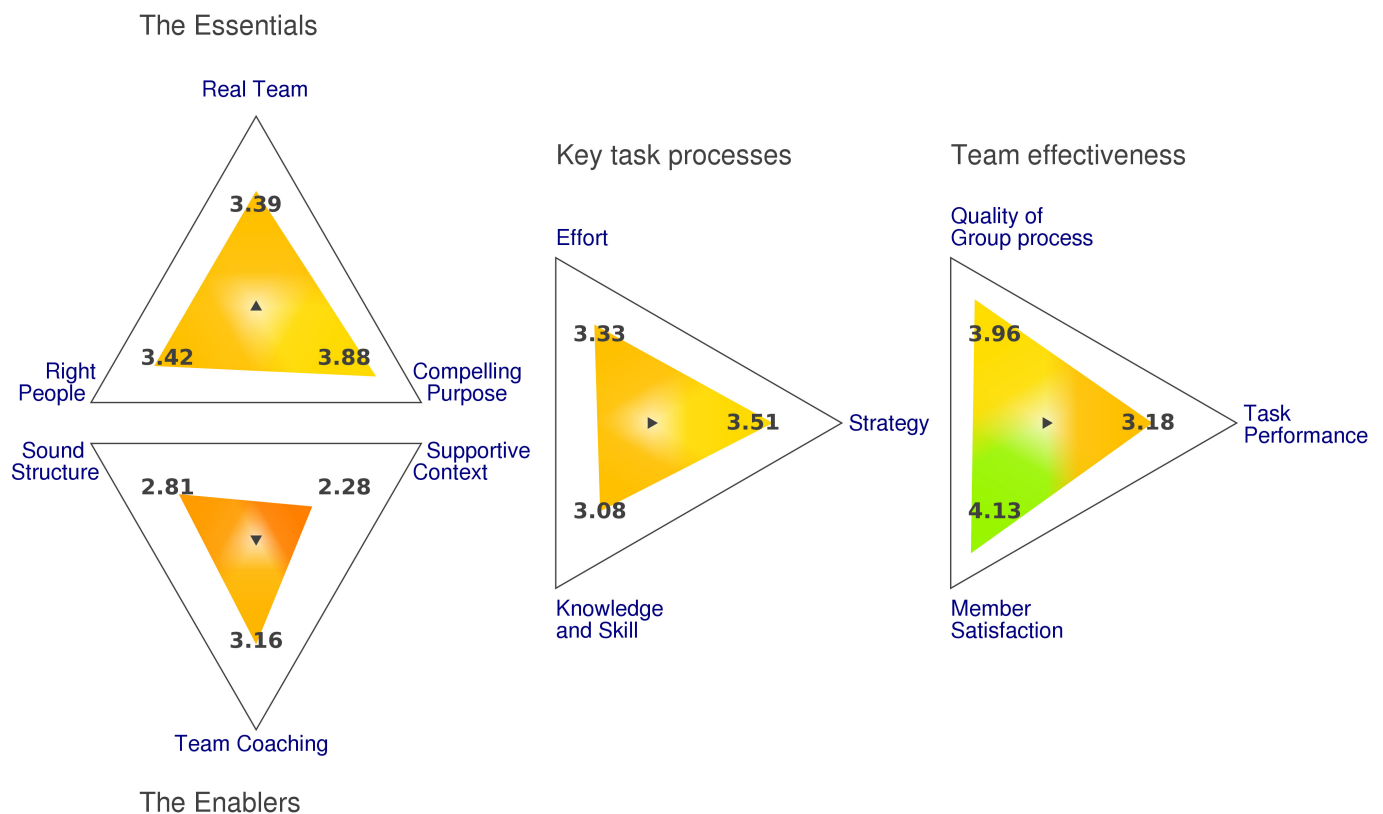 The Essentials
Real Team
3.39
3.42
3.88
Right
People
Compelling
Purpose
Sound
Structure
Supportive
Context
2.81
2.28
3.16
Team Coaching
The Enablers
Key task processes
Effort
3.33
3.51
Strategy
3.08
Knowledge
and Skill
Team effectiveness
Quality of
Group process
3.96
3.18
Task
Performance
4.13
Member
Satisfaction